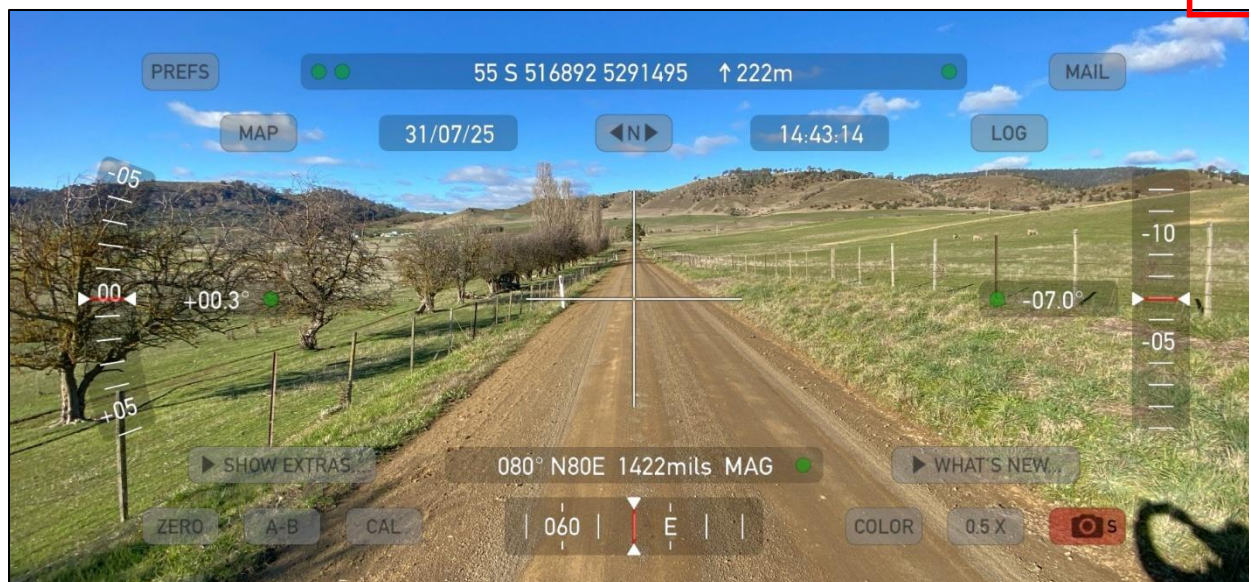 PREFS 55 S 516892 5291495 ↑ 222m MAIL
MAP 31/07/25 ◀N▶ 14:43:14 LOG
-05
-10
00 +00.3° -07.0°
-05
+05
▶ SHOW EXTRAS... 080° N80E 1422mils MAG ▶ WHAT'S NEW...
ZERO A-B CAL 060 E COLOR 0.5 X S